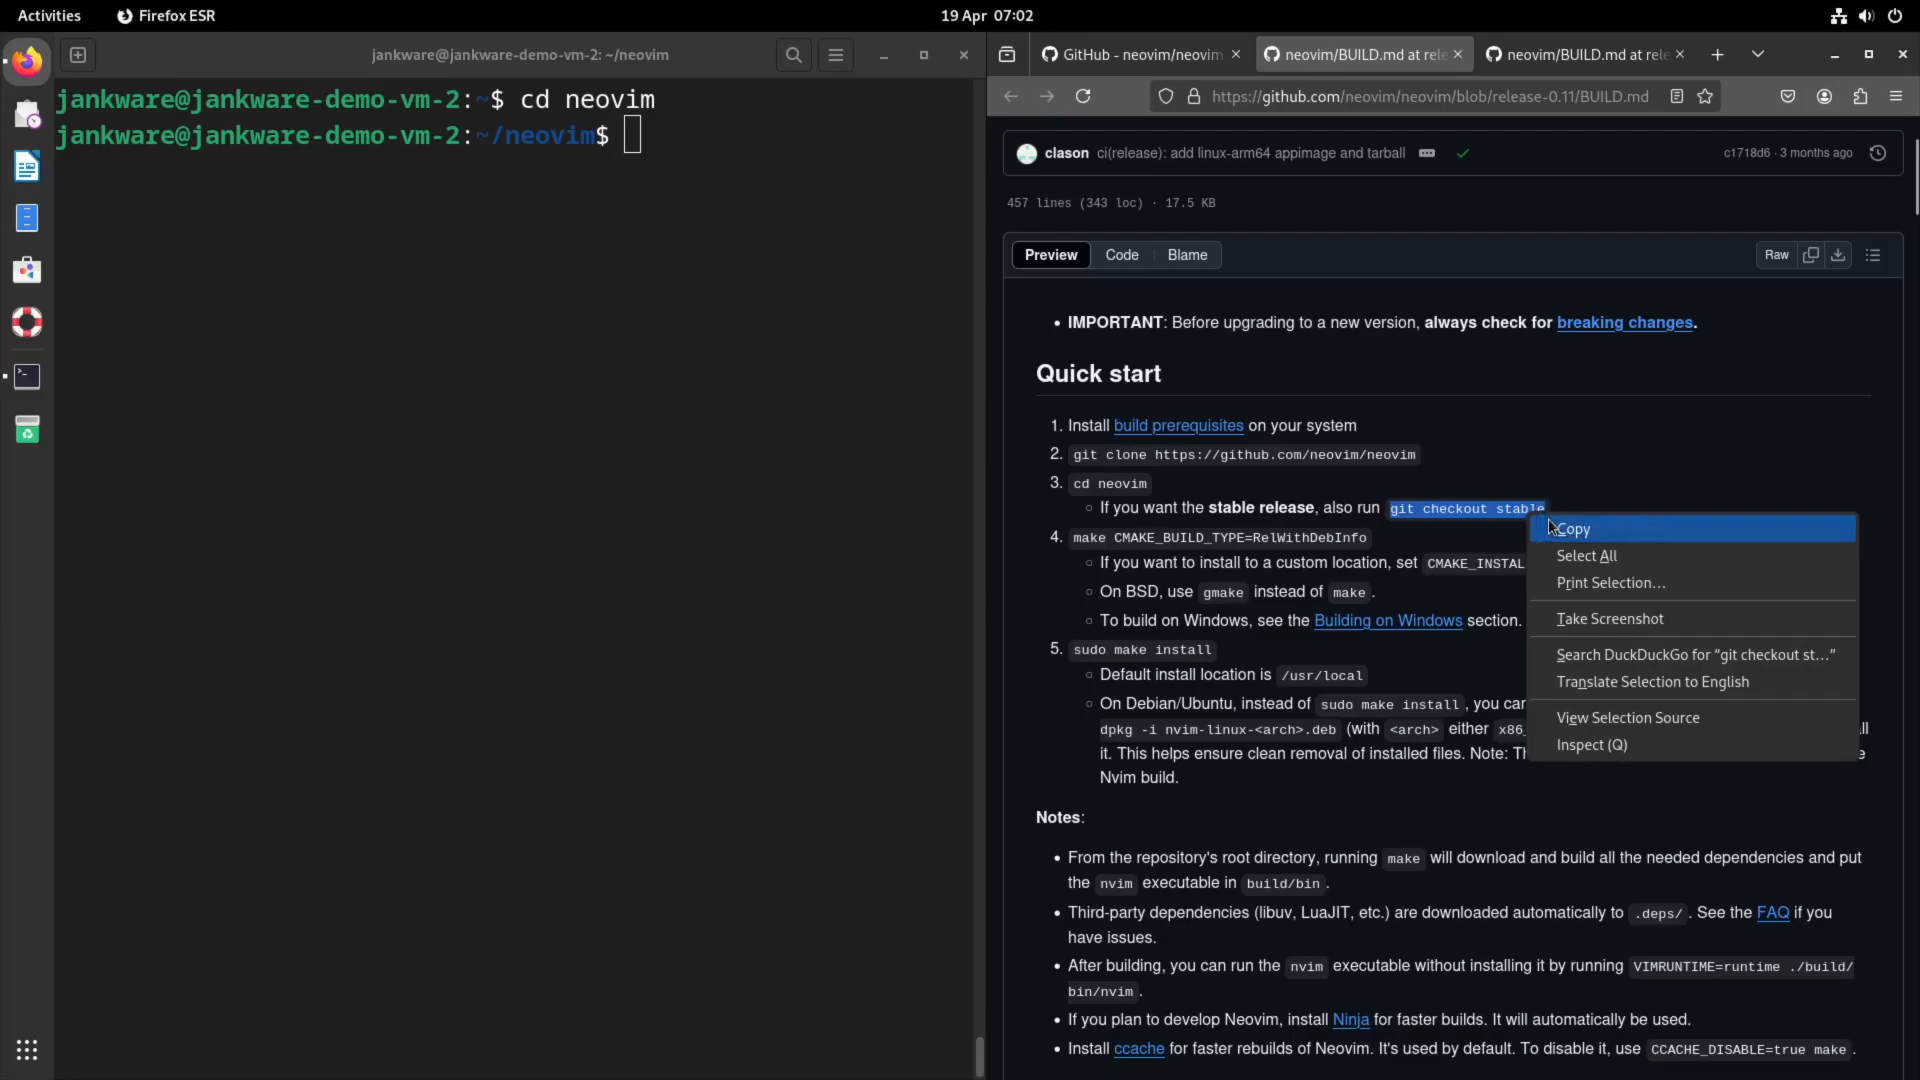 Activities
Firefox ESR
19 Apr 07:02
jankware@jankware-demo-vm-2: ~/neovim
jankware@jankware-demo-vm-2:~$ cd neovim
jankware@jankware-demo-vm-2:~/neovim$
GitHub - neovim/neovim
neovim/BUILD.md at rele
neovim/BUILD.md at rele
https://github.com/neovim/neovim/blob/release-0.11/BUILD.md
clason ci(release): add linux-arm64 appimage and tarball
c1718d6 · 3 months ago
457 lines (343 loc) · 17.5 KB
Preview Code Blame
Raw
• IMPORTANT: Before upgrading to a new version, always check for breaking changes.
Quick start
1. Install build prerequisites on your system
2. git clone https://github.com/neovim/neovim
3. cd neovim
○ If you want the stable release, also run git checkout stable
4. make CMAKE_BUILD_TYPE=RelWithDebInfo
○ If you want to install to a custom location, set CMAKE_INSTAL
○ On BSD, use gmake instead of make .
○ To build on Windows, see the Building on Windows section.
5. sudo make install
○ Default install location is /usr/local
○ On Debian/Ubuntu, instead of sudo make install , you can
dpkg -i nvim-linux-<arch>.deb (with <arch> either x86_
it. This helps ensure clean removal of installed files. Note:
Nvim build.
Copy
Select All
Print Selection…
Take Screenshot
Search DuckDuckGo for “git checkout st…”
Translate Selection to English
View Selection Source
Inspect (Q)
Notes:
• From the repository's root directory, running make will download and build all the needed dependencies and put
the nvim executable in build/bin .
• Third-party dependencies (libuv, LuaJIT, etc.) are downloaded automatically to .deps/ . See the FAQ if you
have issues.
• After building, you can run the nvim executable without installing it by running VIMRUNTIME=runtime ./build/
bin/nvim .
• If you plan to develop Neovim, install Ninja for faster builds. It will automatically be used.
• Install ccache for faster rebuilds of Neovim. It's used by default. To disable it, use CCACHE_DISABLE=true make .